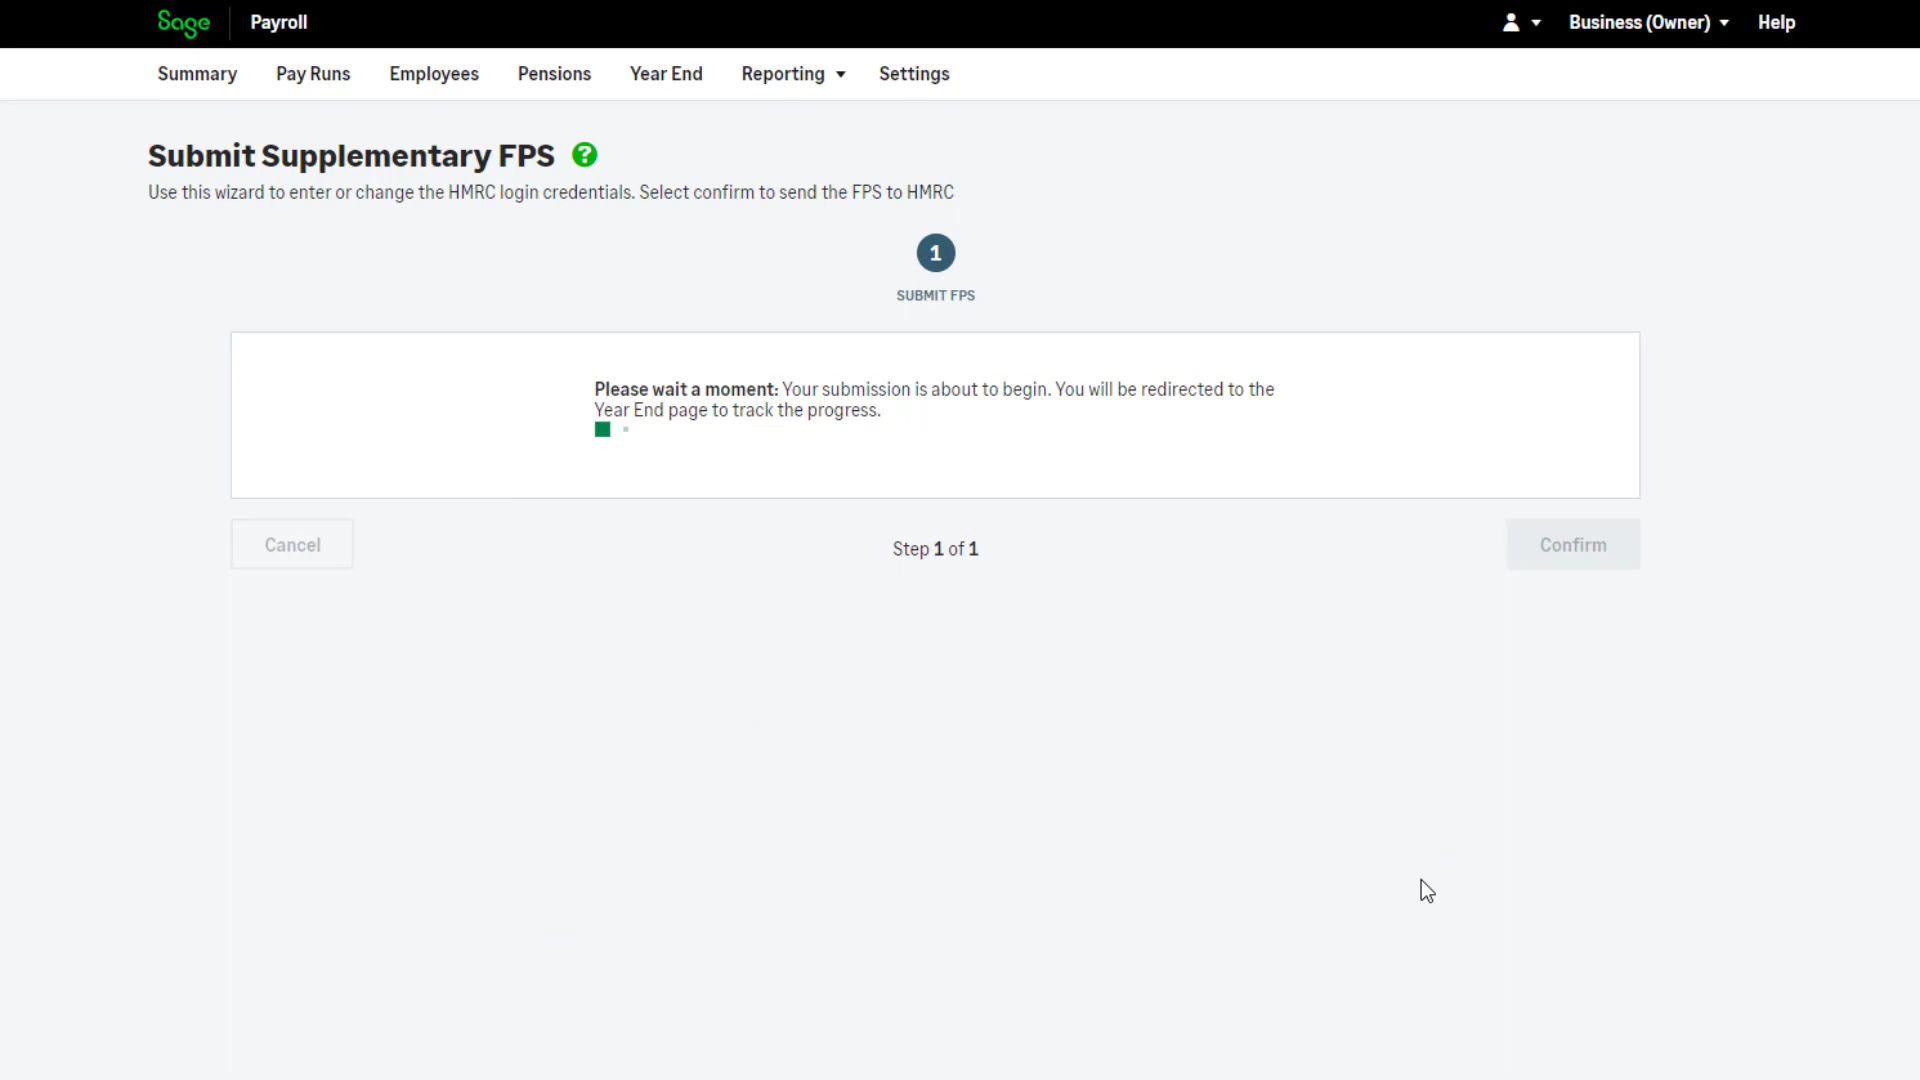 Sage Payroll Business (Owner) Help
Summary Pay Runs Employees Pensions Year End Reporting Settings
Submit Supplementary FPS ?
Use this wizard to enter or change the HMRC login credentials. Select confirm to send the FPS to HMRC
1
SUBMIT FPS
Please wait a moment: Your submission is about to begin. You will be redirected to the
Year End page to track the progress.
Cancel Step 1 of 1 Confirm